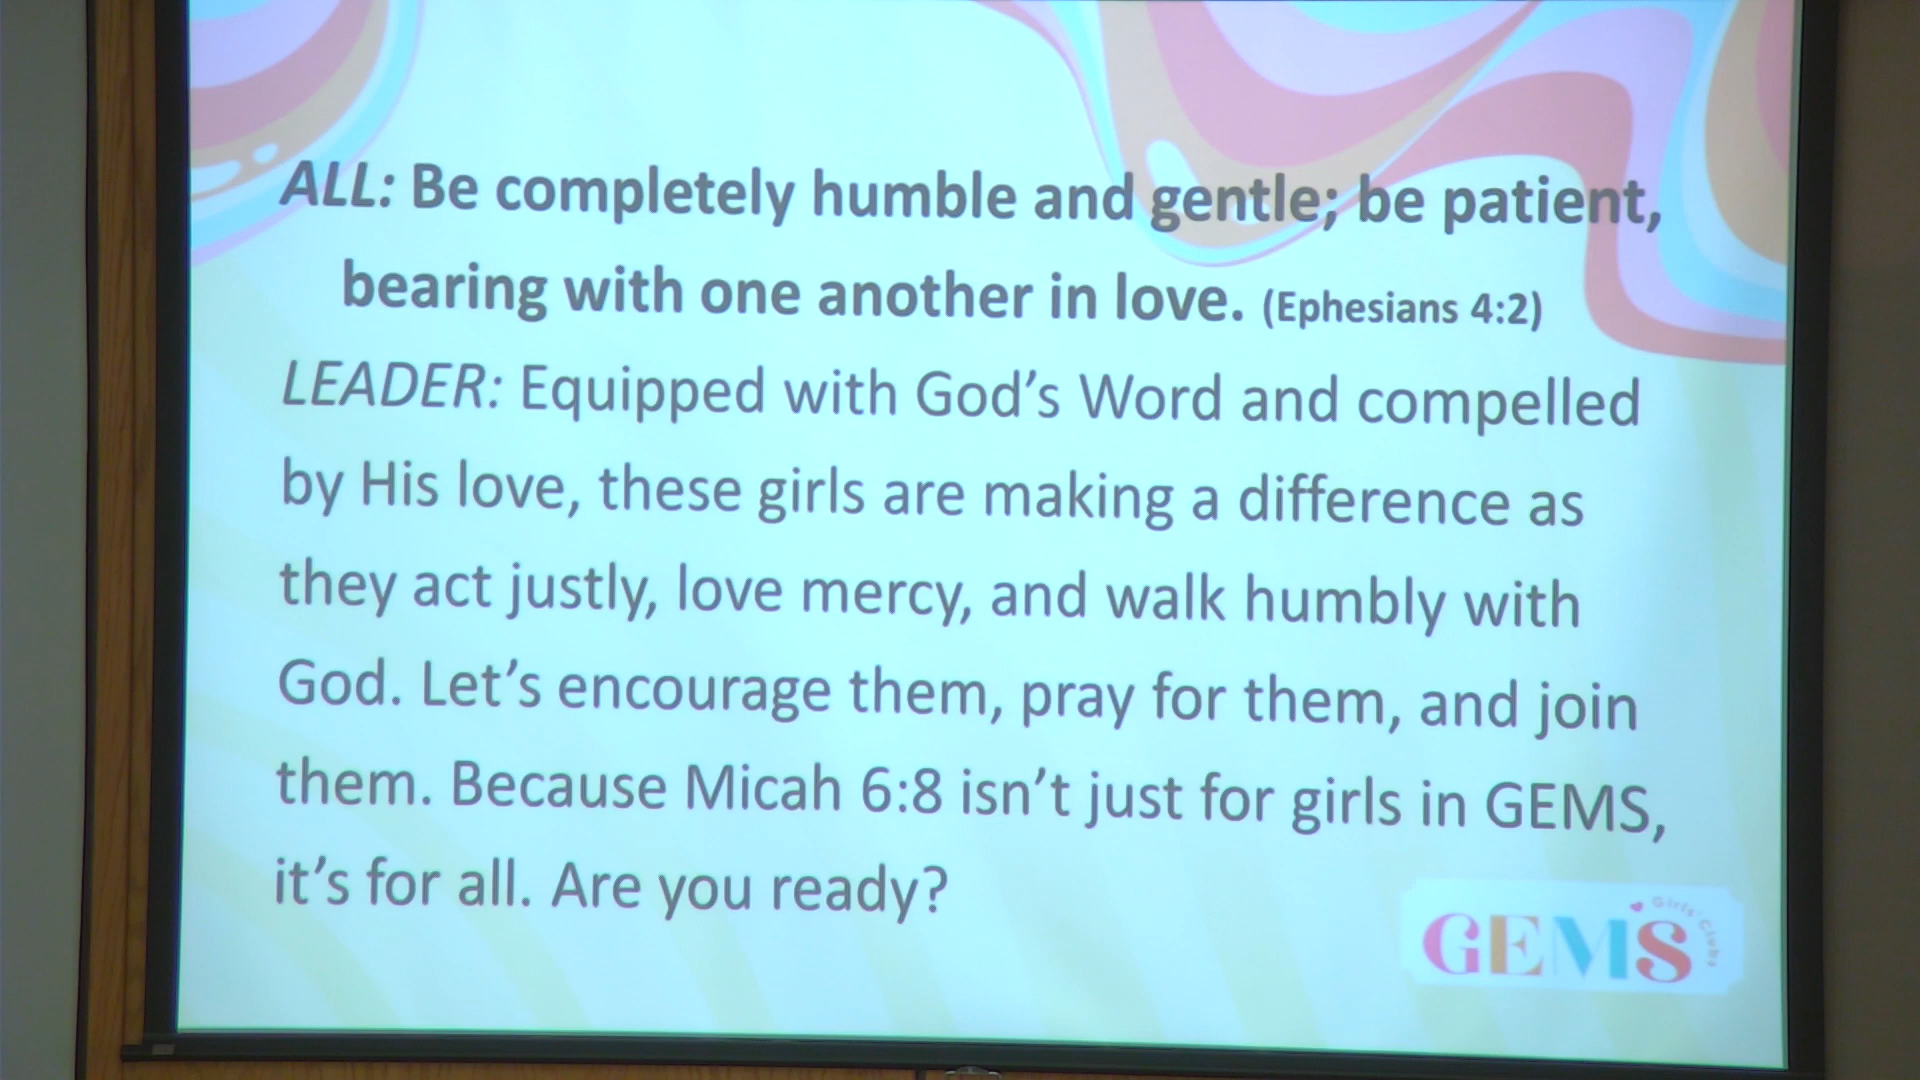 ALL: Be completely humble and gentle; be patient,
bearing with one another in love. (Ephesians 4:2)
LEADER: Equipped with God’s Word and compelled
by His love, these girls are making a difference as
they act justly, love mercy, and walk humbly with
God. Let’s encourage them, pray for them, and join
them. Because Micah 6:8 isn’t just for girls in GEMS,
it’s for all. Are you ready?
GEMS
Girls' Clubs